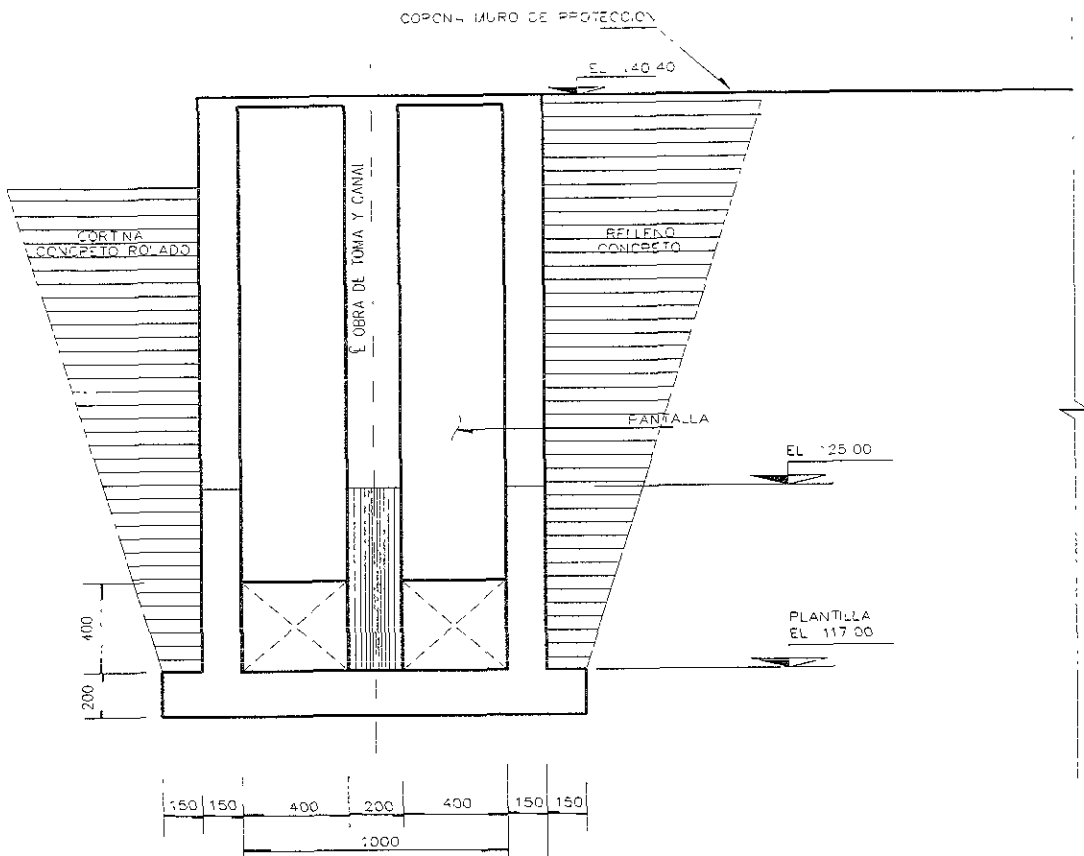 CORONA MURO DE PROTECCION
EL 140.40
℄ OBRA DE TOMA Y CANAL
CORTINA
CONCRETO ROLADO
RELLENO
CONCRETO
PANTALLA
EL 125.00
PLANTILLA
EL 117.00
400
200
150 150 400 200 400 150 150
1000